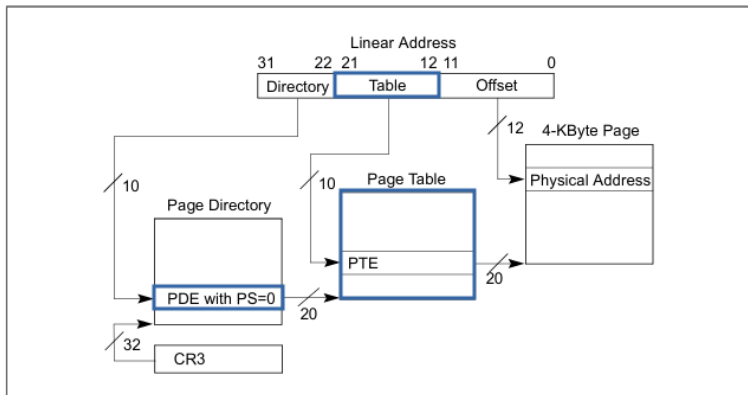 Linear Address
31 22 21 12 11 0
Directory Table Offset
12 4-KByte Page
10 10 Page Table Physical Address
Page Directory
PTE
20
PDE with PS=0
20
32
CR3